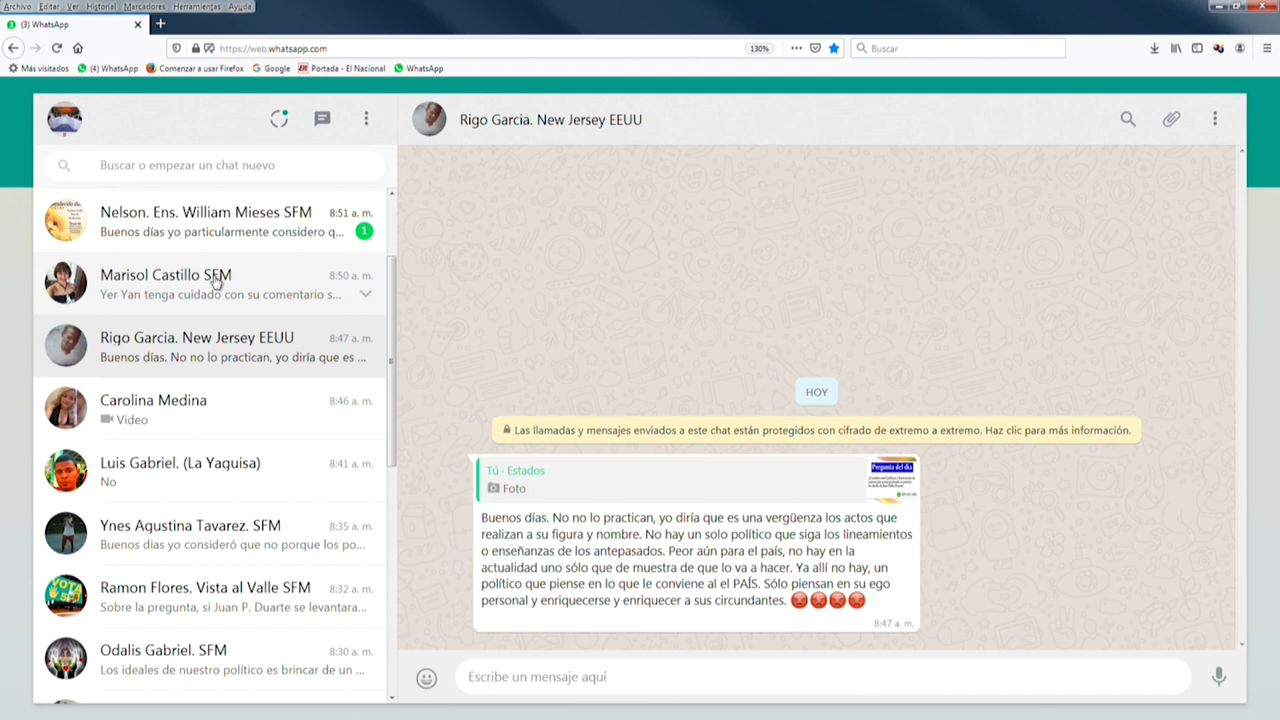 Archivo Editar Ver Historial Marcadores Herramientas Ayuda
(3) WhatsApp
https://web.whatsapp.com
130%
Buscar
Más visitados (4) WhatsApp Comenzar a usar Firefox Google Portada - El Nacional WhatsApp
Rigo Garcia. New Jersey EEUU
Buscar o empezar un chat nuevo
Nelson. Ens. William Mieses SFM 8:51 a. m.
Buenos días yo particularmente considero q... 1
Marisol Castillo SFM 8:50 a. m.
Yer Yan tenga cuidado con su comentario s...
Rigo Garcia. New Jersey EEUU 8:47 a. m.
Buenos días. No no lo practican, yo diría que es ...
Carolina Medina 8:46 a. m.
Video
Luis Gabriel. (La Yaguisa) 8:41 a. m.
No
Ynes Agustina Tavarez. SFM 8:35 a. m.
Buenos dias yo consideró que no porque los po...
Ramon Flores. Vista al Valle SFM 8:32 a. m.
Sobre la pregunta, si Juan P. Duarte se levantara...
Odalis Gabriel. SFM 8:30 a. m.
Los ideales de nuestro político es brincar de un ...
HOY
Las llamadas y mensajes enviados a este chat están protegidos con cifrado de extremo a extremo. Haz clic para más información.
Tú · Estados
Foto
Pregunta del dia
Buenos días. No no lo practican, yo diría que es una vergüenza los actos que
realizan a su figura y nombre. No hay un solo político que siga los lineamientos
o enseñanzas de los antepasados. Peor aún para el país, no hay en la
actualidad uno sólo que de muestra de que lo va a hacer. Ya allí no hay, un
político que piense en lo que le conviene al el PAÍS. Sólo piensan en su ego
personal y enriquecerse y enriquecer a sus circundantes.
8:47 a. m.
Escribe un mensaje aquí